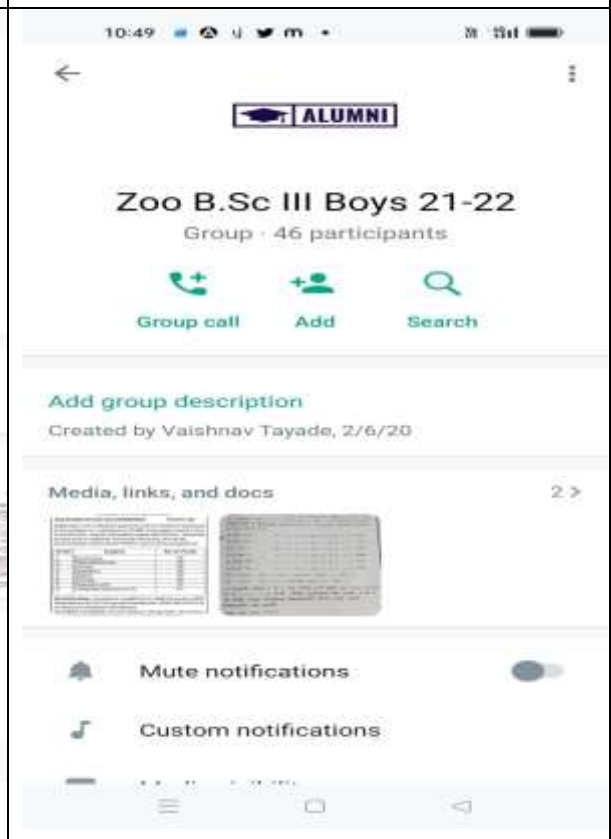 10:49
ALUMNI
Zoo B.Sc III Boys 21-22
Group · 46 participants
Group call
Add
Search
Add group description
Created by Vaishnav Tayade, 2/6/20
Media, links, and docs
2 >
Mute notifications
Custom notifications